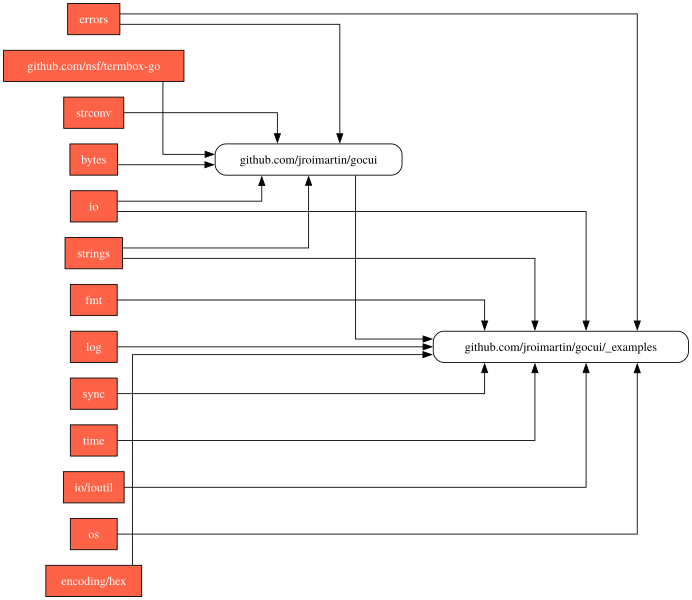 errors
github.com/nsf/termbox-go
strconv
bytes
github.com/jroimartin/gocui
io
strings
fmt
log
github.com/jroimartin/gocui/_examples
sync
time
io/ioutil
os
encoding/hex